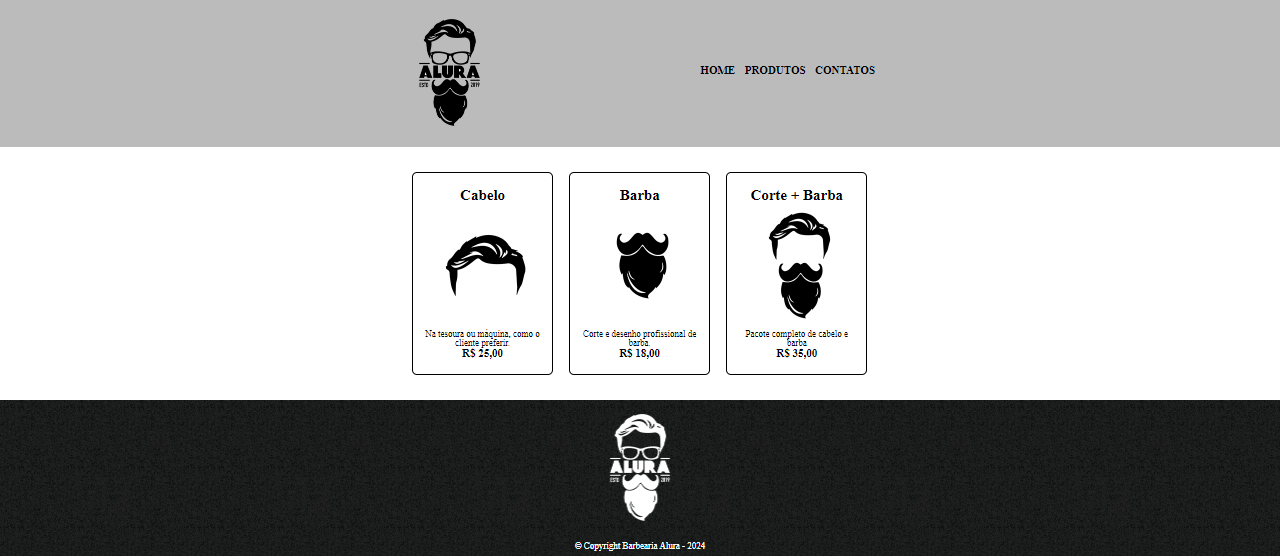 ALURA
ESTD 2019
HOME PRODUTOS CONTATOS
Cabelo
Na tesoura ou máquina, como o
cliente preferir.
R$ 25,00
Barba
Corte e desenho profissional de
barba.
R$ 18,00
Corte + Barba
Pacote completo de cabelo e
barba
R$ 35,00
ALURA
ESTD 2019
© Copyright Barbearia Alura - 2024